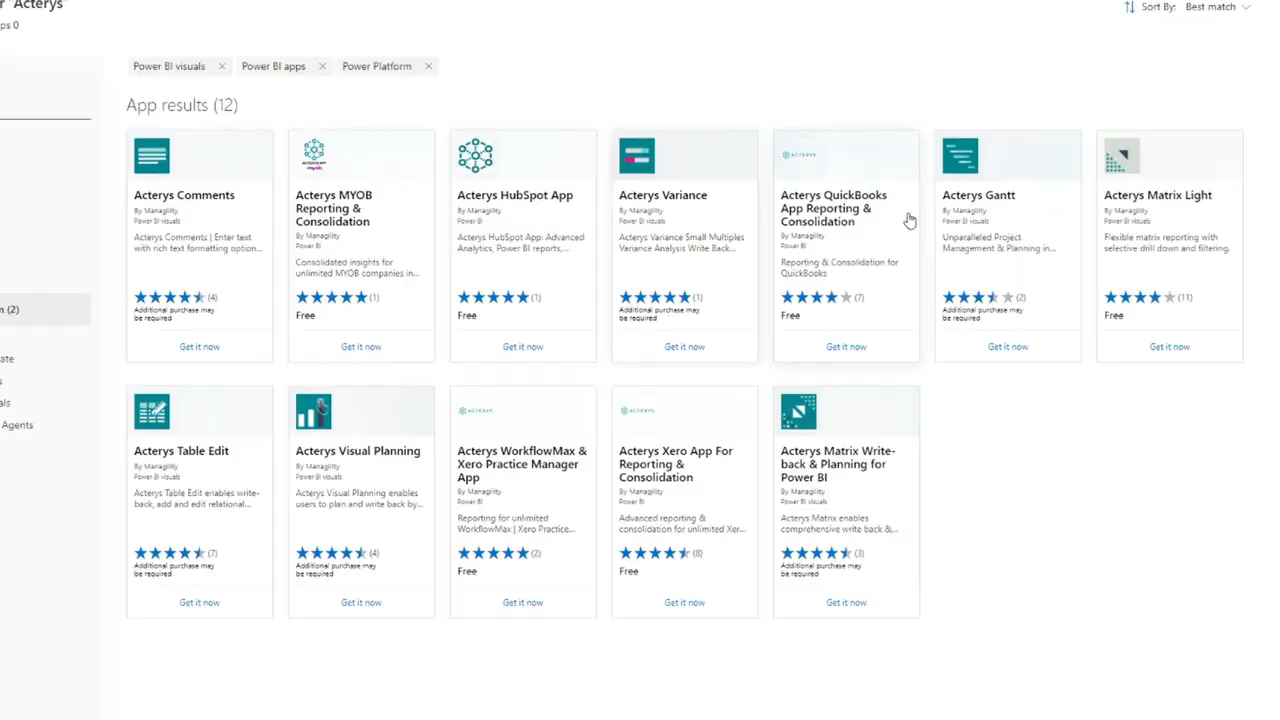 r "Acterys"
ps 0
Sort By: Best match
Power BI visuals
Power BI apps
Power Platform
App results (12)
Acterys Comments
By Managility
Power BI visuals
Acterys Comments | Enter text
with rich text formatting option...
(4)
Additional purchase may
be required
Get it now
ACTERYS APP
Acterys MYOB
Reporting &
Consolidation
By Managility
Power BI
Consolidated insights for
unlimited MYOB companies in...
(1)
Free
Get it now
Acterys HubSpot App
By Managility
Power BI
Acterys HubSpot App: Advanced
Analytics, Power BI reports,...
(1)
Free
Get it now
Acterys Variance
By Managility
Power BI visuals
Acterys Variance Small Multiples
Variance Analysis Write Back...
(1)
Additional purchase may
be required
Get it now
ACTERYS
Acterys QuickBooks
App Reporting &
Consolidation
By Managility
Power BI
Reporting & Consolidation for
QuickBooks
(7)
Free
Get it now
Acterys Gantt
By Managility
Power BI visuals
Unparalleled Project
Management & Planning in...
(2)
Additional purchase may
be required
Get it now
Acterys Matrix Light
By Managility
Power BI visuals
Flexible matrix reporting with
selective drill down and filtering.
(11)
Free
Get it now
m (2)
ate
s
als
Agents
Acterys Table Edit
By Managility
Power BI visuals
Acterys Table Edit enables write-
back, add and edit relational...
(7)
Additional purchase may
be required
Get it now
Acterys Visual Planning
By Managility
Power BI visuals
Acterys Visual Planning enables
users to plan and write back by...
(4)
Additional purchase may
be required
Get it now
ACTERYS
Acterys WorkflowMax &
Xero Practice Manager
App
By Managility
Power BI
Reporting for unlimited
WorkflowMax | Xero Practice...
(2)
Free
Get it now
ACTERYS
Acterys Xero App For
Reporting &
Consolidation
By Managility
Power BI
Advanced reporting &
consolidation for unlimited Xer...
(8)
Free
Get it now
Acterys Matrix Write-
back & Planning for
Power BI
By Managility
Power BI visuals
Acterys Matrix enables
comprehensive write back &...
(3)
Additional purchase may
be required
Get it now